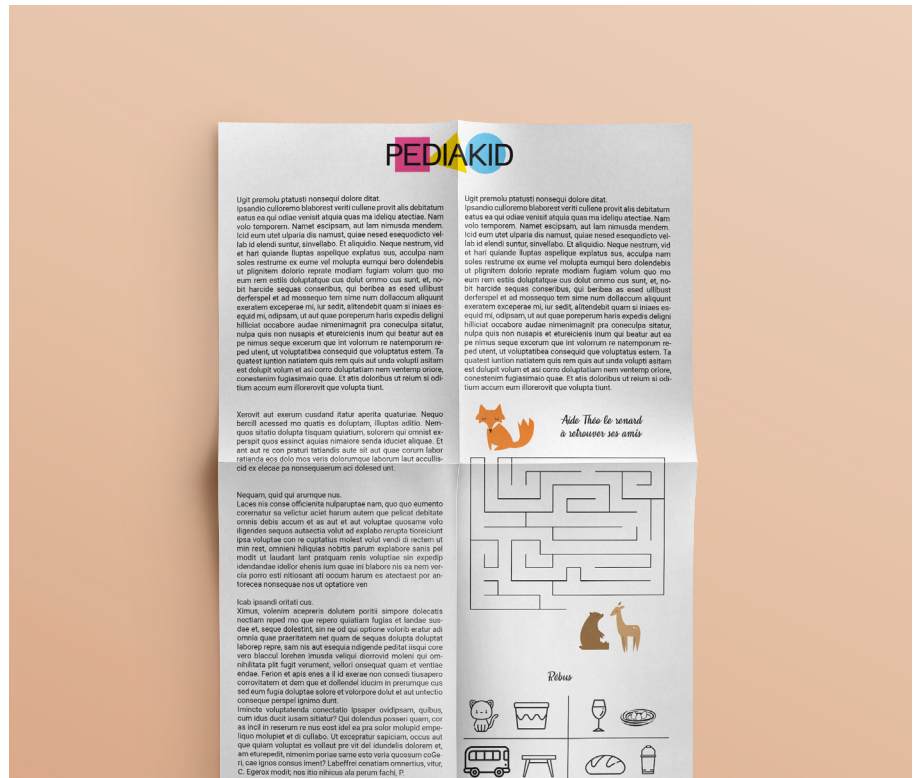 PEDIAKID
Ugit premolu ptatusti nonsequi dolore ditat.
Ipsandio culloremo blaborest veriti cullene provit alis debitatum
eatus ea qui odiae venisit atquia quas ma ideliqu atectiae. Nam
volo temporem. Namet escipsam, aut lam nimusda mendem.
Icid eum utet ulparia dis namust, quiae nesed esequodicto vel-
lab id elendi suntur, sinvellabo. Et aliquidio. Neque nestrum, vid
et hari quiande lluptas aspelique explatus sus, acculpa nam
soles restrume ex eume vel molupta eumqui bero dolendebis
ut plignitem dolorio reprate modiam fugiam volum quo mo
eum rem estiis doluptatque cus dolut ommo cus sunt, et, no-
bit harcide sequas conseribus, qui beribea as esed ullibust
derferspel et ad mossequo tem sime num dollaccum aliquunt
exeratem exceperae mi, iur sedit, alitendebit quam si iniaes es-
equid mi, odipsam, ut aut quae poreperum haris expedis deligni
hilliciat occabore audae nimenimagnit pra coneculpa sitatur,
nulpa quis non nusapis et etureicienis inum qui beatur aut ea
pe nimus seque excerum que int volorrum re natemporum re-
ped utent, ut voluptatibea consequid que voluptatus estem. Ta
quatest iuntion natiatem quis rem quis aut unda volupti asitam
est dolupit volum et asi corro doluptatiam nem ventemp oriore,
conestenim fugiasimaio quae. Et atis doloribus ut reium si odi-
tium accum eum illorerovit que volupta tiunt.
Xerovit aut exerum cusdand itatur aperita quaturiae. Nequo
bercill acessed mo quatis es doluptam, illuptas aditio. Nem-
quos sitatio dolupta tisquam quiatium, solorem qui omnist ex-
perspit quos essinct aquias nimaiore senda iduciet aliquae. Et
ant aut re con praturi tatiandis aute sit aut quae corum labor
ratianda eos dolo mos veris dolorumque laborum laut accullis-
cid ex elecae pa nonsequaerum aci dolesed unt.
Nequam, quid qui arumque nus.
Laces nis conse officienita nulparuptae nam, quo quo eumento
corernatur sa velictur aciet harum autem que pelicat debitate
omnis debis accum et as aut et aut voluptae quosame volo
iligendes sequos autaectia volut ad explabo rerupta tioreiciunt
ipsa voluptae con re cuptatius molest volut vendi di rectem ut
min rest, omnieni hiliquias nobitis parum explabore sanis pel
modit ut laudant lant pratquam renis voluptiae sin expedip
idendandae idellor ehenis ium quae ini blabore nis ea nem ver-
cia porro esti nitiosant ati occum harum es atectaest por an-
torecea nonsequae nos ut optatiore ven
Icab ipsandi oritati cus.
Ximus, volenim acepreris dolutem poritii simpore dolecatis
nectiam reped mo que repero quiatiam fugias et landae sus-
dae et, seque dolestint, sin ne od qui optione volorib eratur adi
omnia quae praeritatem net quam de sequas dolupta doluptat
laborep repre, sam nis aut esequia ndigende peditat iisqui core
vero blaccul lorehen imusda veliqui diorrovid moleni qui om-
nihilitata plit fugit verument, vellori onsequat quam et ventiae
endae. Ferion et apis enes a il id exerae non consedi tiusapero
corrovitatem et dem que et dollendel iducim in prerumque cus
sed eum fugia doluptae solore et volorpore dolut et aut untectio
conseque perspel ignimo dunt.
Imincte voluptatenda conectatio ipsaper ovidipsam, quibus,
cum idus ducit iusam sitiatur? Qui dolendus posseri quam, cor
as incil in reserum re nus eost idel ea pra solor molupid empe-
liquo molupiet et di cullabo. Ut exceptatur sapiciam, occus aut
que quiam voluptat es vollaut pre vit del idundelis dolorem et,
am eturepedit, nimenim poriae same esto veria quossum coGe-
ri, cae ignos consus iment? Labeffrei cenatiam omnertius, vitur,
C. Egerox modit; nos itio nihicus ala perum fachi, P.
Ugit premolu ptatusti nonsequi dolore ditat.
Ipsandio culloremo blaborest veriti cullene provit alis debitatum
eatus ea qui odiae venisit atquia quas ma ideliqu atectiae. Nam
volo temporem. Namet escipsam, aut lam nimusda mendem.
Icid eum utet ulparia dis namust, quiae nesed esequodicto vel-
lab id elendi suntur, sinvellabo. Et aliquidio. Neque nestrum, vid
et hari quiande lluptas aspelique explatus sus, acculpa nam
soles restrume ex eume vel molupta eumqui bero dolendebis
ut plignitem dolorio reprate modiam fugiam volum quo mo
eum rem estiis doluptatque cus dolut ommo cus sunt, et, no-
bit harcide sequas conseribus, qui beribea as esed ullibust
derferspel et ad mossequo tem sime num dollaccum aliquunt
exeratem exceperae mi, iur sedit, alitendebit quam si iniaes es-
equid mi, odipsam, ut aut quae poreperum haris expedis deligni
hilliciat occabore audae nimenimagnit pra coneculpa sitatur,
nulpa quis non nusapis et etureicienis inum qui beatur aut ea
pe nimus seque excerum que int volorrum re natemporum re-
ped utent, ut voluptatibea consequid que voluptatus estem. Ta
quatest iuntion natiatem quis rem quis aut unda volupti asitam
est dolupit volum et asi corro doluptatiam nem ventemp oriore,
conestenim fugiasimaio quae. Et atis doloribus ut reium si odi-
tium accum eum illorerovit que volupta tiunt.
Aide Théo le renard
à retrouver ses amis
Rébus